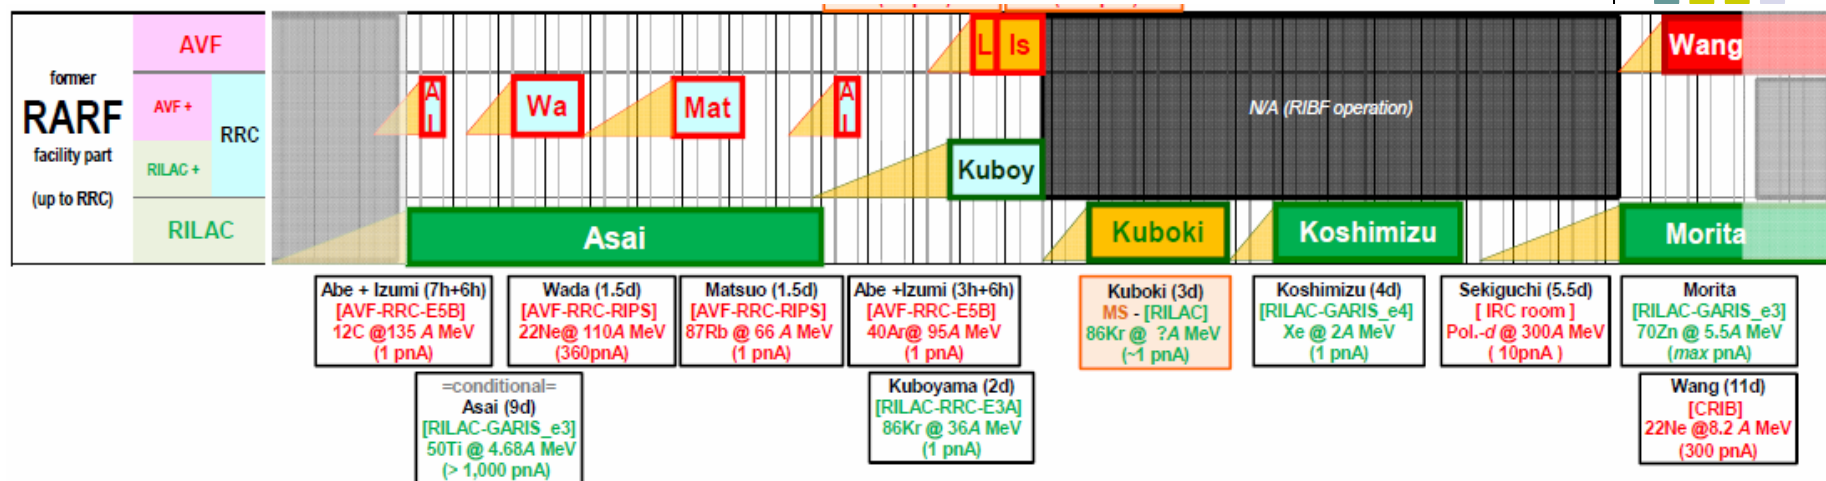 former
RARF
facility part
(up to RRC)
AVF
AVF +
RRC
RILAC +
RILAC
L
Is
Wang
A
I
Wa
Mat
A
I
N/A (RIBF operation)
Kuboy
Asai
Kuboki
Koshimizu
Morita
Abe + Izumi (7h+6h)
[AVF-RRC-E5B]
12C @135 A MeV
(1 pnA)
Wada (1.5d)
[AVF-RRC-RIPS]
22Ne@ 110A MeV
(360pnA)
Matsuo (1.5d)
[AVF-RRC-RIPS]
87Rb @ 66 A MeV
(1 pnA)
Abe +Izumi (3h+6h)
[AVF-RRC-E5B]
40Ar@ 95A MeV
(1 pnA)
Kuboki (3d)
MS - [RILAC]
86Kr @ ?A MeV
(~1 pnA)
Koshimizu (4d)
[RILAC-GARIS_e4]
Xe @ 2A MeV
(1 pnA)
Sekiguchi (5.5d)
[ IRC room ]
Pol.-d @ 300A MeV
( 10pnA )
Morita
[RILAC-GARIS_e3]
70Zn @ 5.5A MeV
(max pnA)
=conditional=
Asai (9d)
[RILAC-GARIS_e3]
50Ti @ 4.68A MeV
(> 1,000 pnA)
Kuboyama (2d)
[RILAC-RRC-E3A]
86Kr @ 36A MeV
(1 pnA)
Wang (11d)
[CRIB]
22Ne @8.2 A MeV
(300 pnA)